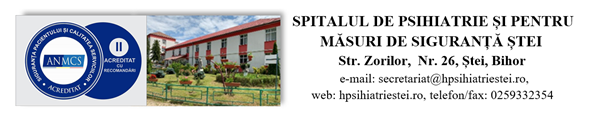 SIGURANȚA PACIENTULUI ȘI CALITATEA SERVICIILOR
ANMCS
ACREDITAT
II
ACREDITAT
CU
RECOMANDĂRI
SPITALUL DE PSIHIATRIE ȘI PENTRU
MĂSURI DE SIGURANȚĂ ȘTEI
Str. Zorilor, Nr. 26, Ștei, Bihor
e-mail: secretariat@hpsihiatriestei.ro,
web: hpsihiatriestei.ro, telefon/fax: 0259332354